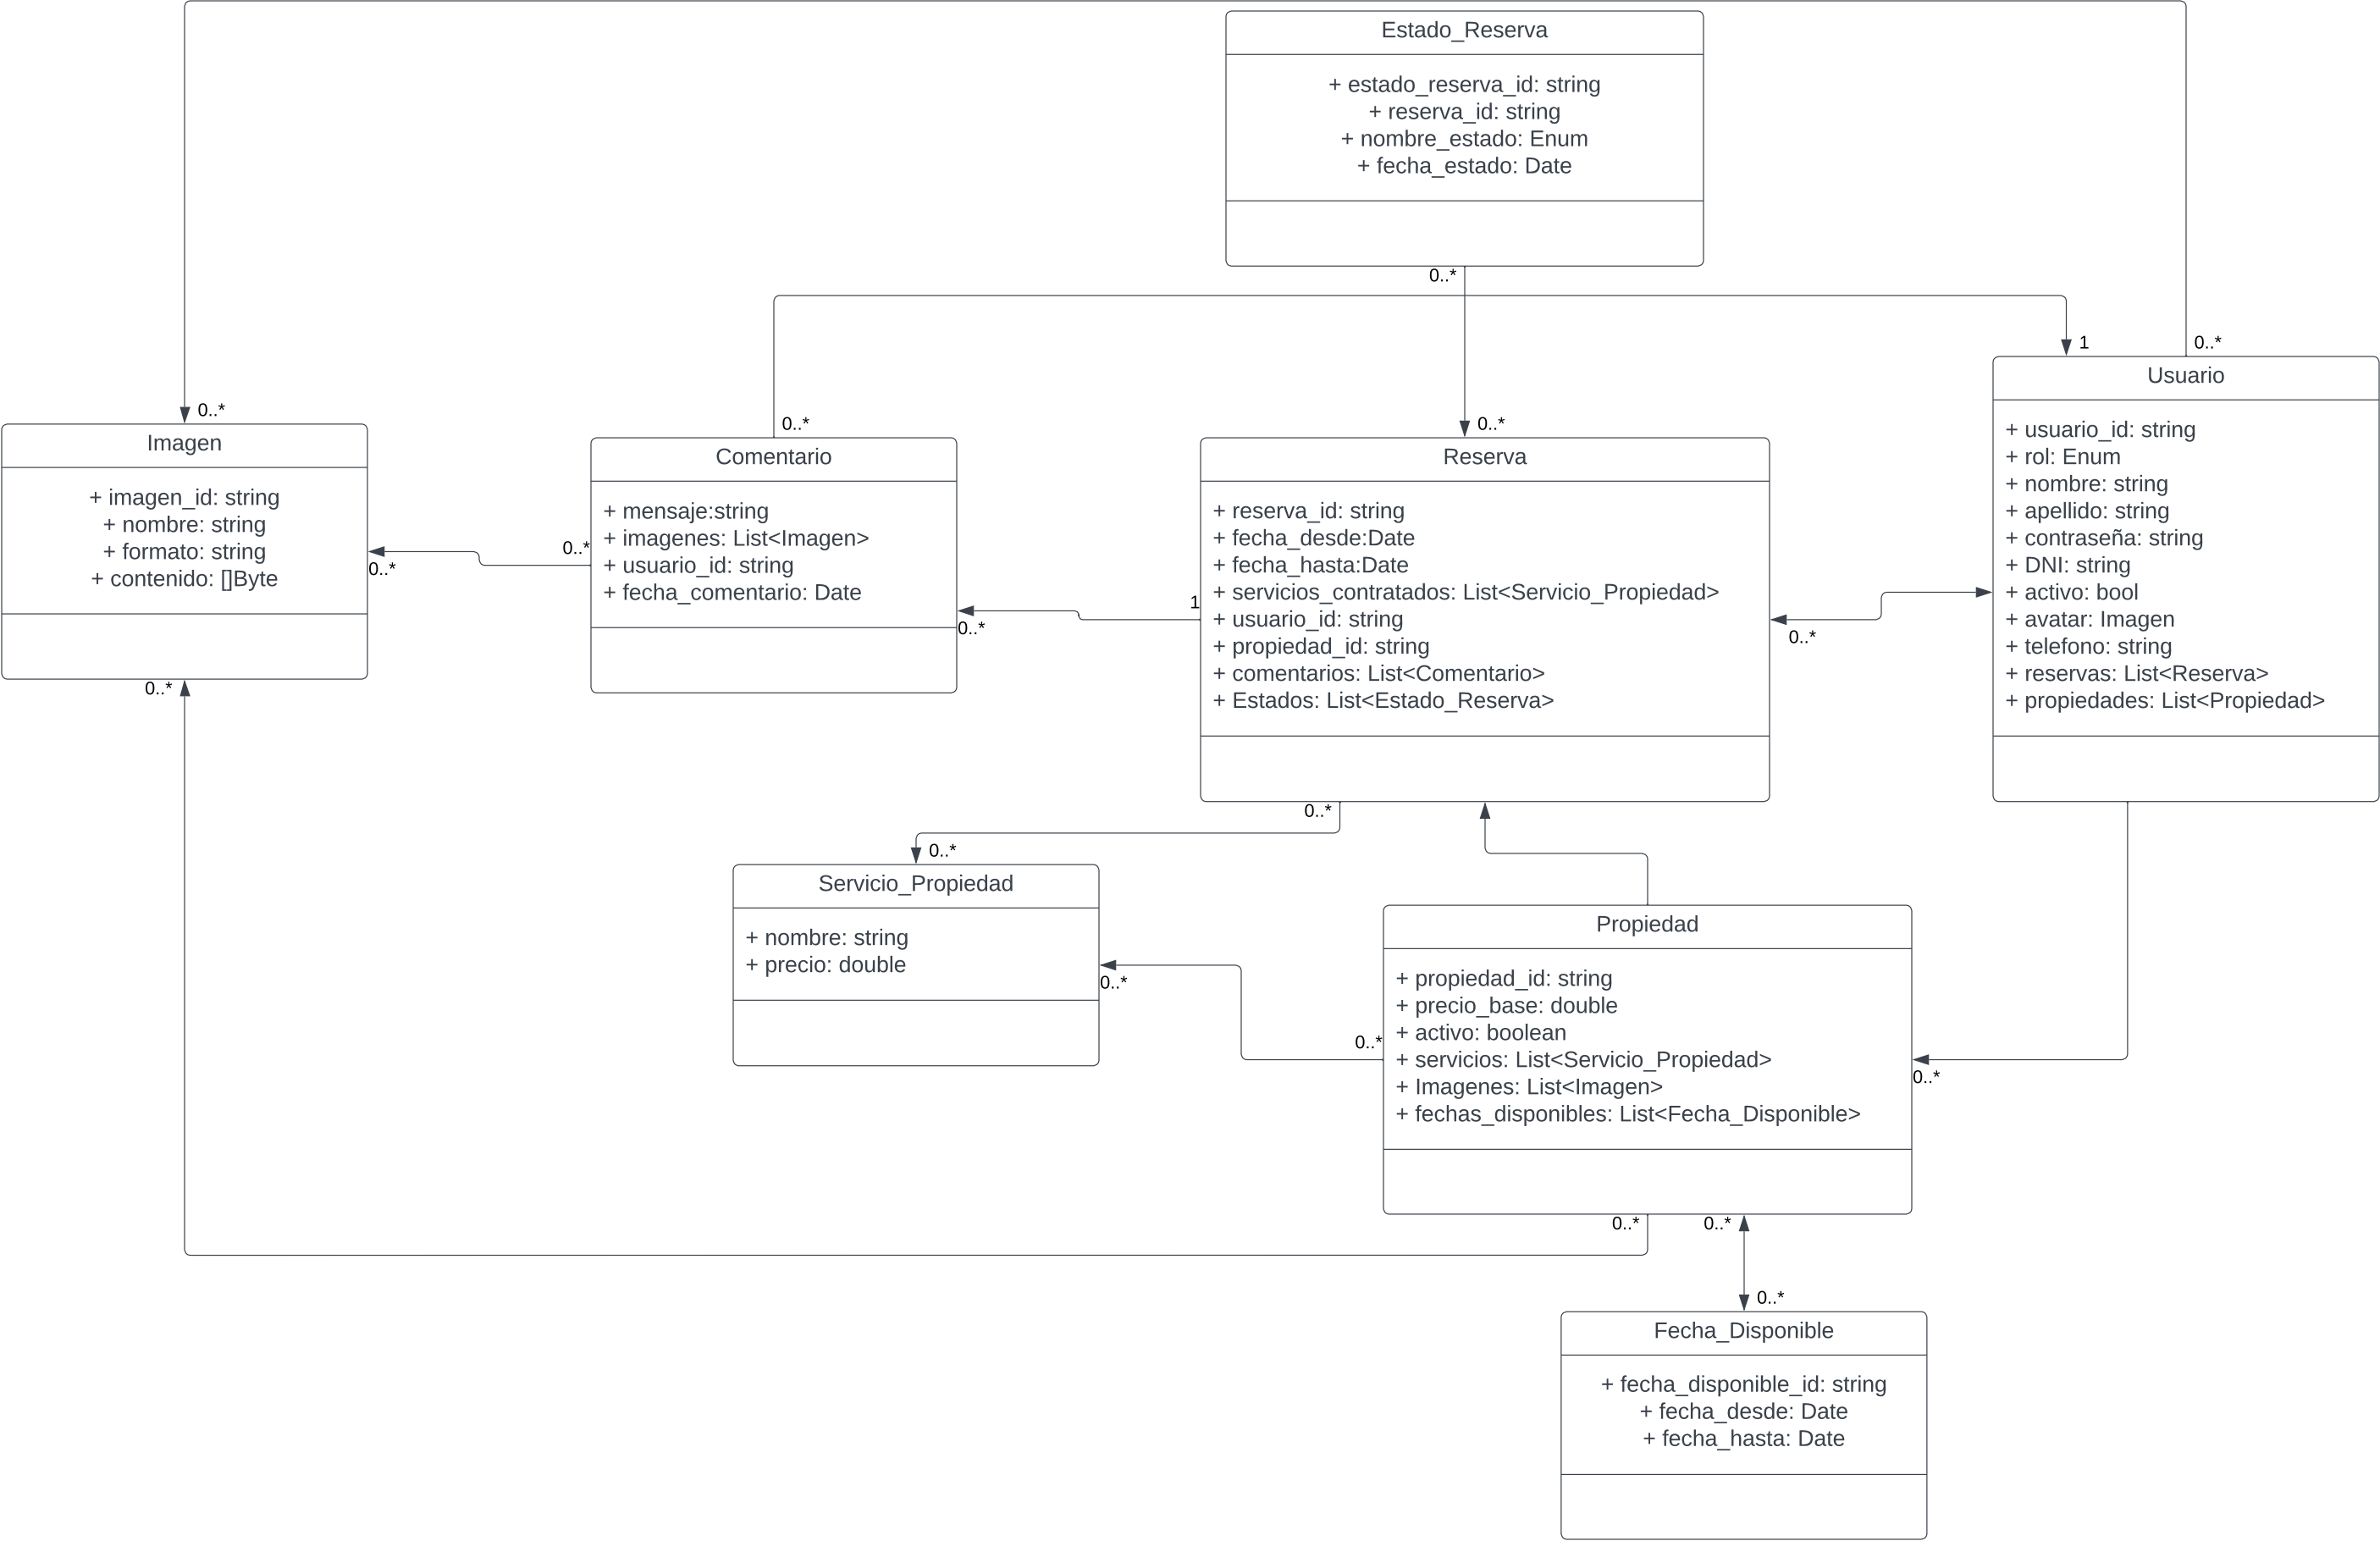 Estado_Reserva
+ estado_reserva_id: string
+ reserva_id: string
+ nombre_estado: Enum
+ fecha_estado: Date
0..*
1
0..*
0..*
0..*
0..*
Imagen
+ imagen_id: string
+ nombre: string
+ formato: string
+ contenido: []Byte
0..*
0..*
0..*
Comentario
+ mensaje:string
+ imagenes: List<Imagen>
+ usuario_id: string
+ fecha_comentario: Date
0..*
1
Reserva
+ reserva_id: string
+ fecha_desde:Date
+ fecha_hasta:Date
+ servicios_contratados: List<Servicio_Propiedad>
+ usuario_id: string
+ propiedad_id: string
+ comentarios: List<Comentario>
+ Estados: List<Estado_Reserva>
0..*
Usuario
+ usuario_id: string
+ rol: Enum
+ nombre: string
+ apellido: string
+ contraseña: string
+ DNI: string
+ activo: bool
+ avatar: Imagen
+ telefono: string
+ reservas: List<Reserva>
+ propiedades: List<Propiedad>
0..*
0..*
Servicio_Propiedad
+ nombre: string
+ precio: double
0..*
0..*
Propiedad
+ propiedad_id: string
+ precio_base: double
+ activo: boolean
+ servicios: List<Servicio_Propiedad>
+ Imagenes: List<Imagen>
+ fechas_disponibles: List<Fecha_Disponible>
0..*
0..*
0..*
0..*
Fecha_Disponible
+ fecha_disponible_id: string
+ fecha_desde: Date
+ fecha_hasta: Date